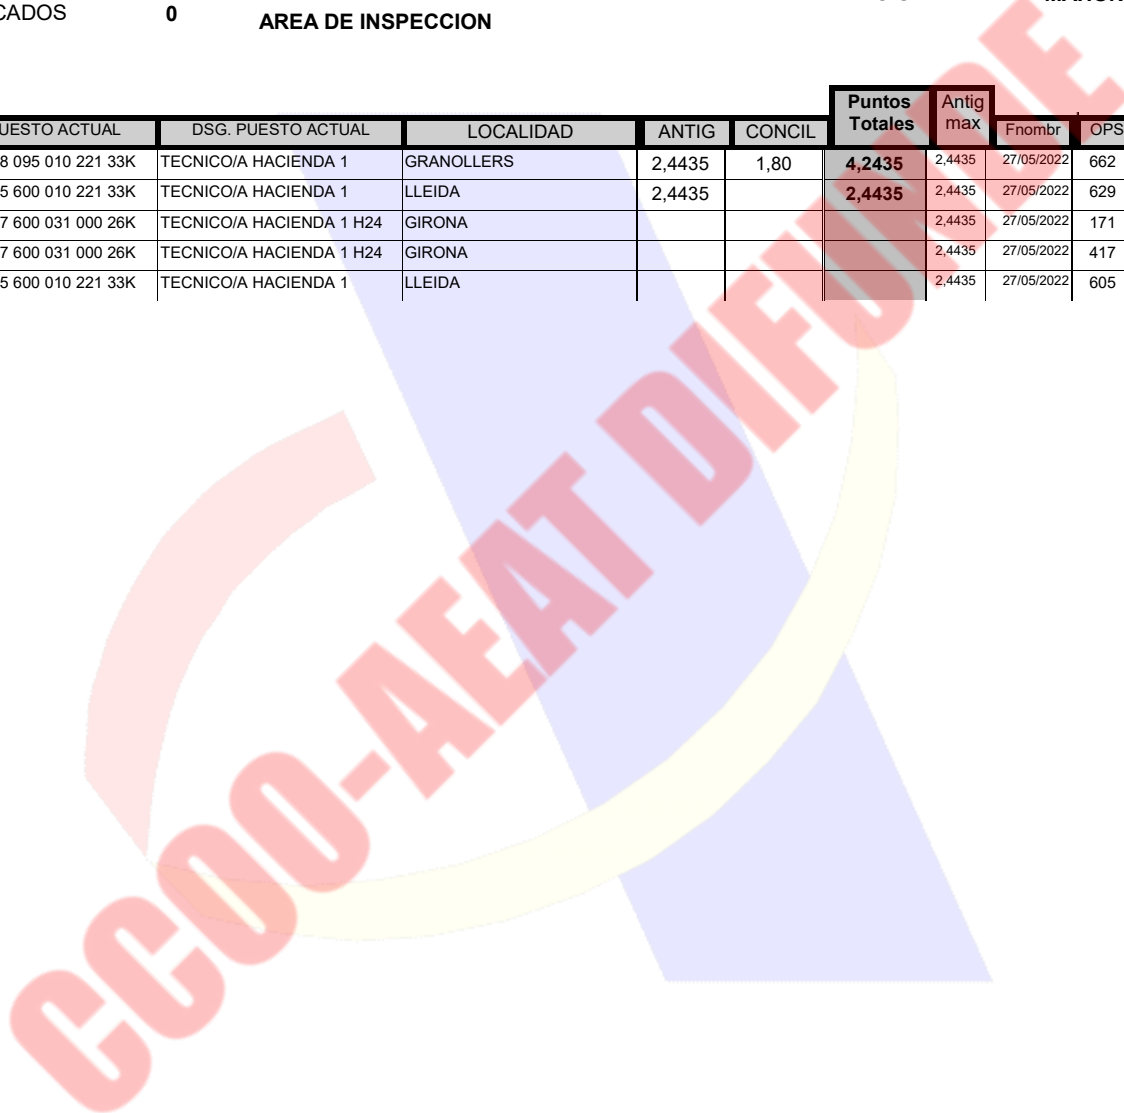 CADOS 0 AREA DE INSPECCION
UESTO ACTUAL DSG. PUESTO ACTUAL LOCALIDAD ANTIG CONCIL Puntos Totales Antig max Fnombr OPS
8 095 010 221 33K TECNICO/A HACIENDA 1 GRANOLLERS 2,4435 1,80 4,2435 2,4435 27/05/2022 662
5 600 010 221 33K TECNICO/A HACIENDA 1 LLEIDA 2,4435 2,4435 2,4435 27/05/2022 629
7 600 031 000 26K TECNICO/A HACIENDA 1 H24 GIRONA 2,4435 27/05/2022 171
7 600 031 000 26K TECNICO/A HACIENDA 1 H24 GIRONA 2,4435 27/05/2022 417
5 600 010 221 33K TECNICO/A HACIENDA 1 LLEIDA 2,4435 27/05/2022 605
CCOO-AEAT DIFUNDE